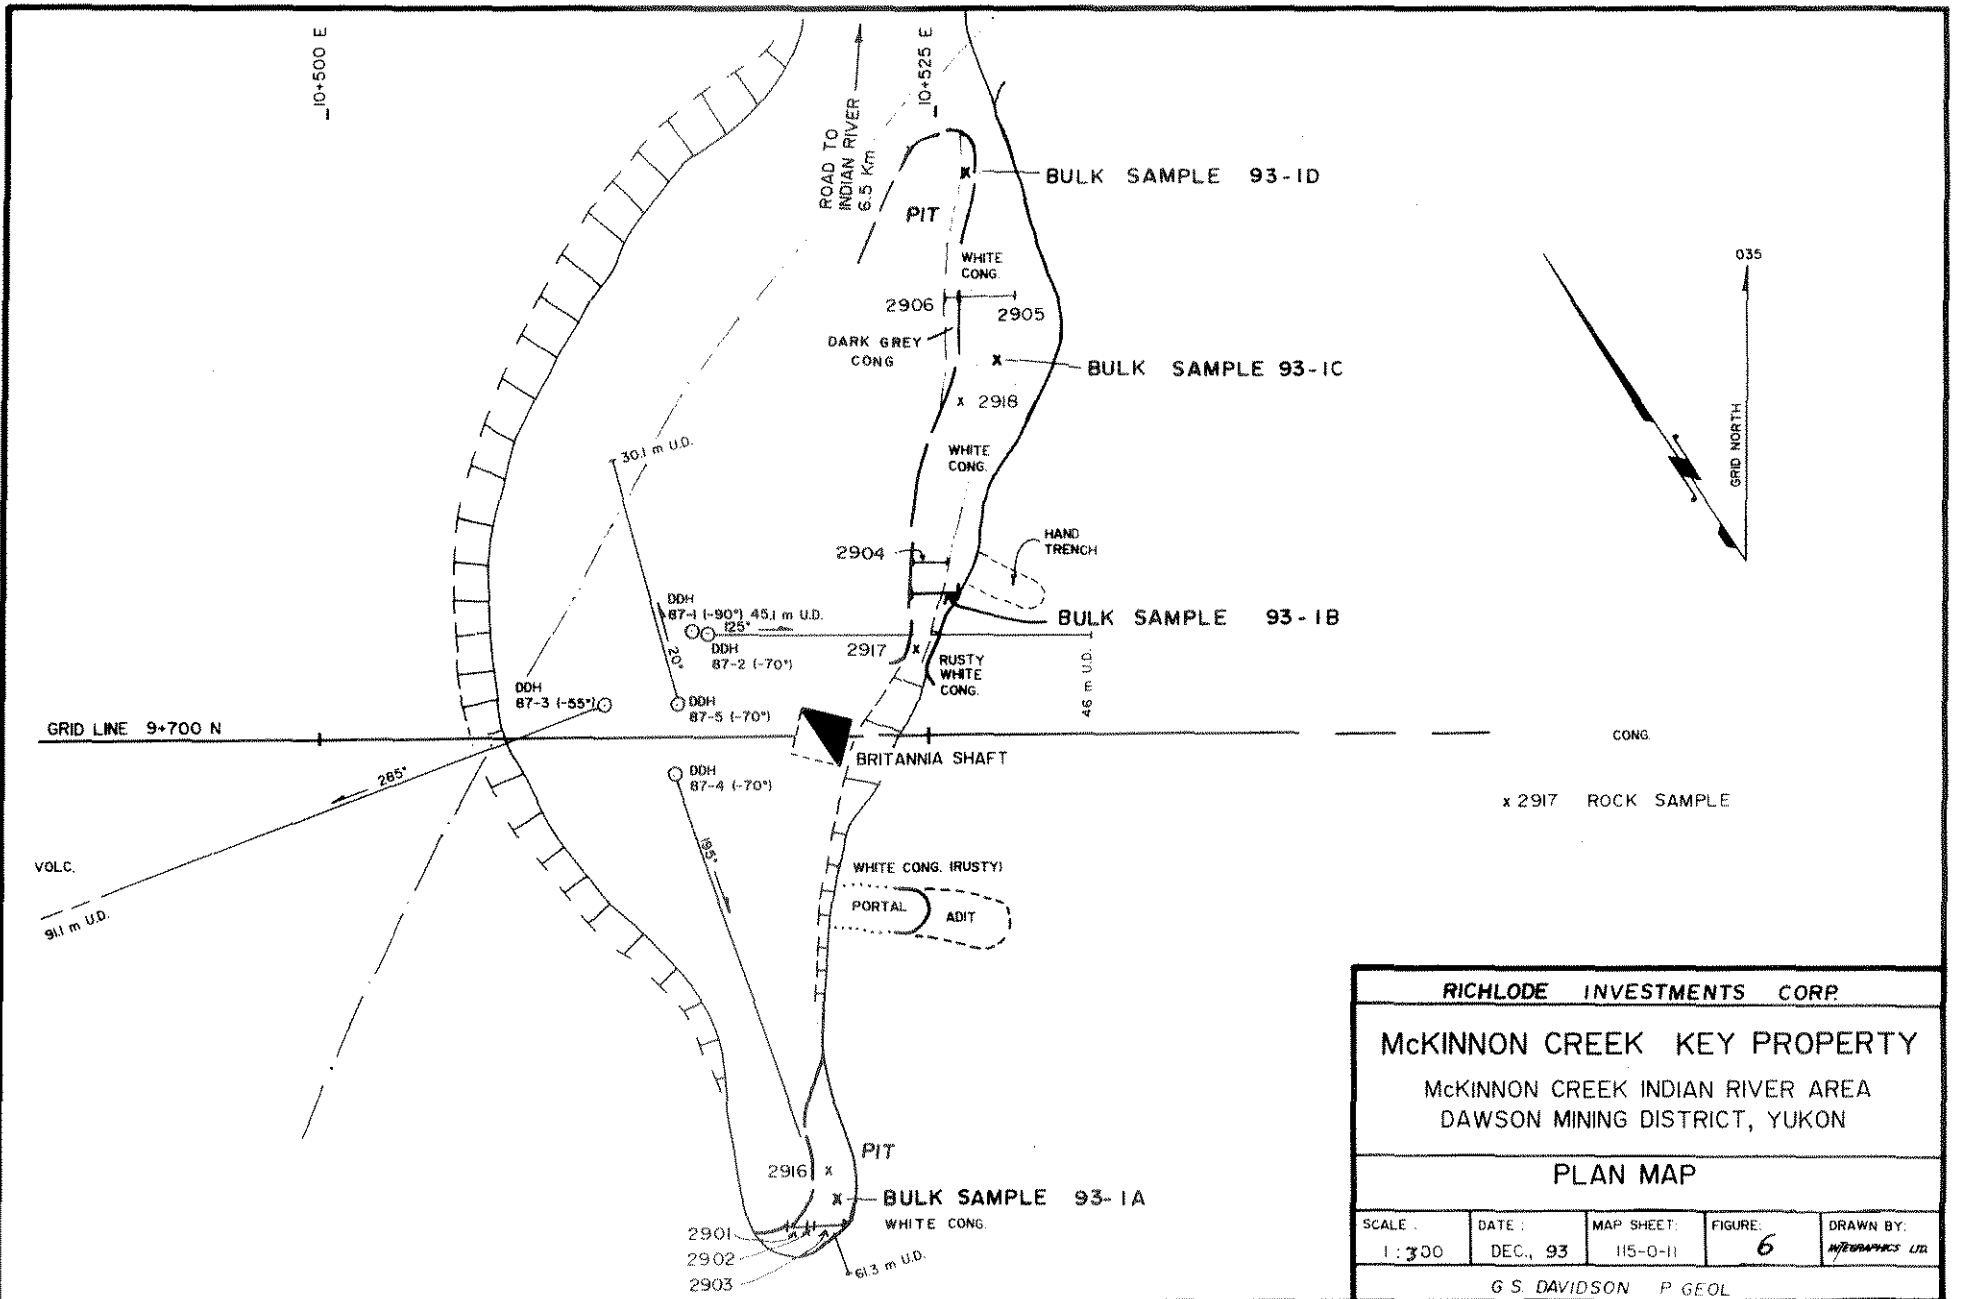 10+500 E
ROAD TO
INDIAN RIVER
6.5 Km
10+525 E
BULK SAMPLE 93-1D
PIT
WHITE
CONG.
2906
2905
DARK GREY
CONG
BULK SAMPLE 93-1C
2918
035
GRID NORTH
30.1 m U.D.
WHITE
CONG.
2904
HAND
TRENCH
DDH
87-1 (-90°) 45.1 m U.D.
125°
BULK SAMPLE 93-1B
DDH
87-2 (-70°)
20°
2917
RUSTY
WHITE
CONG.
46 m U.D.
DDH
87-3 (-55°)
DDH
87-5 (-70°)
GRID LINE 9+700 N
CONG.
BRITANNIA SHAFT
DDH
87-4 (-70°)
285°
x 2917 ROCK SAMPLE
195°
VOLC.
91.1 m U.D.
WHITE CONG. (RUSTY)
PORTAL
ADIT
PIT
2916
BULK SAMPLE 93-1A
WHITE CONG.
2901
2902
2903
61.3 m U.D.
RICHLODE INVESTMENTS CORP.
McKINNON CREEK KEY PROPERTY
McKINNON CREEK INDIAN RIVER AREA
DAWSON MINING DISTRICT, YUKON
PLAN MAP
SCALE :
1 : 300
DATE :
DEC., 93
MAP SHEET:
115-0-11
FIGURE:
6
DRAWN BY:
INTEGRAPHICS LTD.
G S. DAVIDSON P GEOL